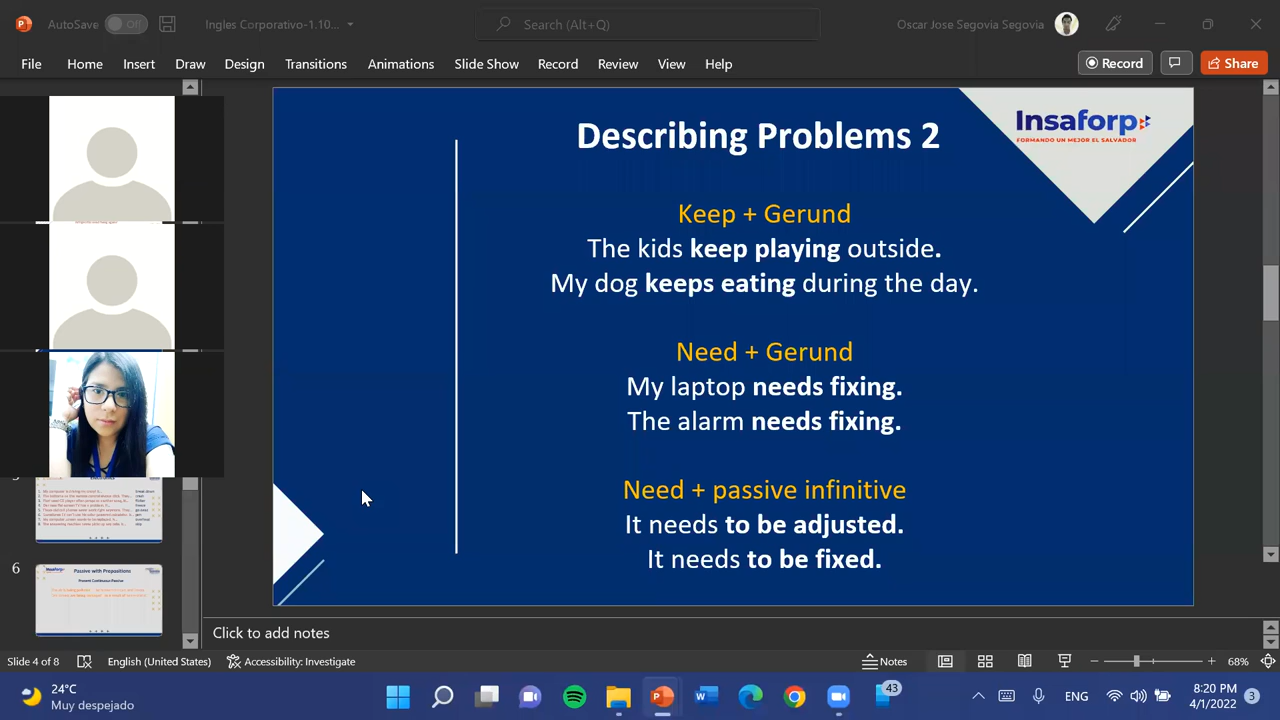 AutoSave Off
Ingles Corporativo-1.10...
Search (Alt+Q)
Oscar Jose Segovia Segovia
File Home Insert Draw Design Transitions Animations Slide Show Record Review View Help
Record
Share
Describing Problems 2
Insaforp
FORMANDO UN MEJOR EL SALVADOR
Keep + Gerund
The kids keep playing outside.
My dog keeps eating during the day.
Need + Gerund
My laptop needs fixing.
The alarm needs fixing.
Need + passive infinitive
It needs to be adjusted.
It needs to be fixed.
6
Insaforp
Passive with Prepositions
Present Continuous Passive
Click to add notes
Slide 4 of 8
English (United States)
Accessibility: Investigate
Notes
68%
24°C
Muy despejado
43
ENG
8:20 PM
4/1/2022
3